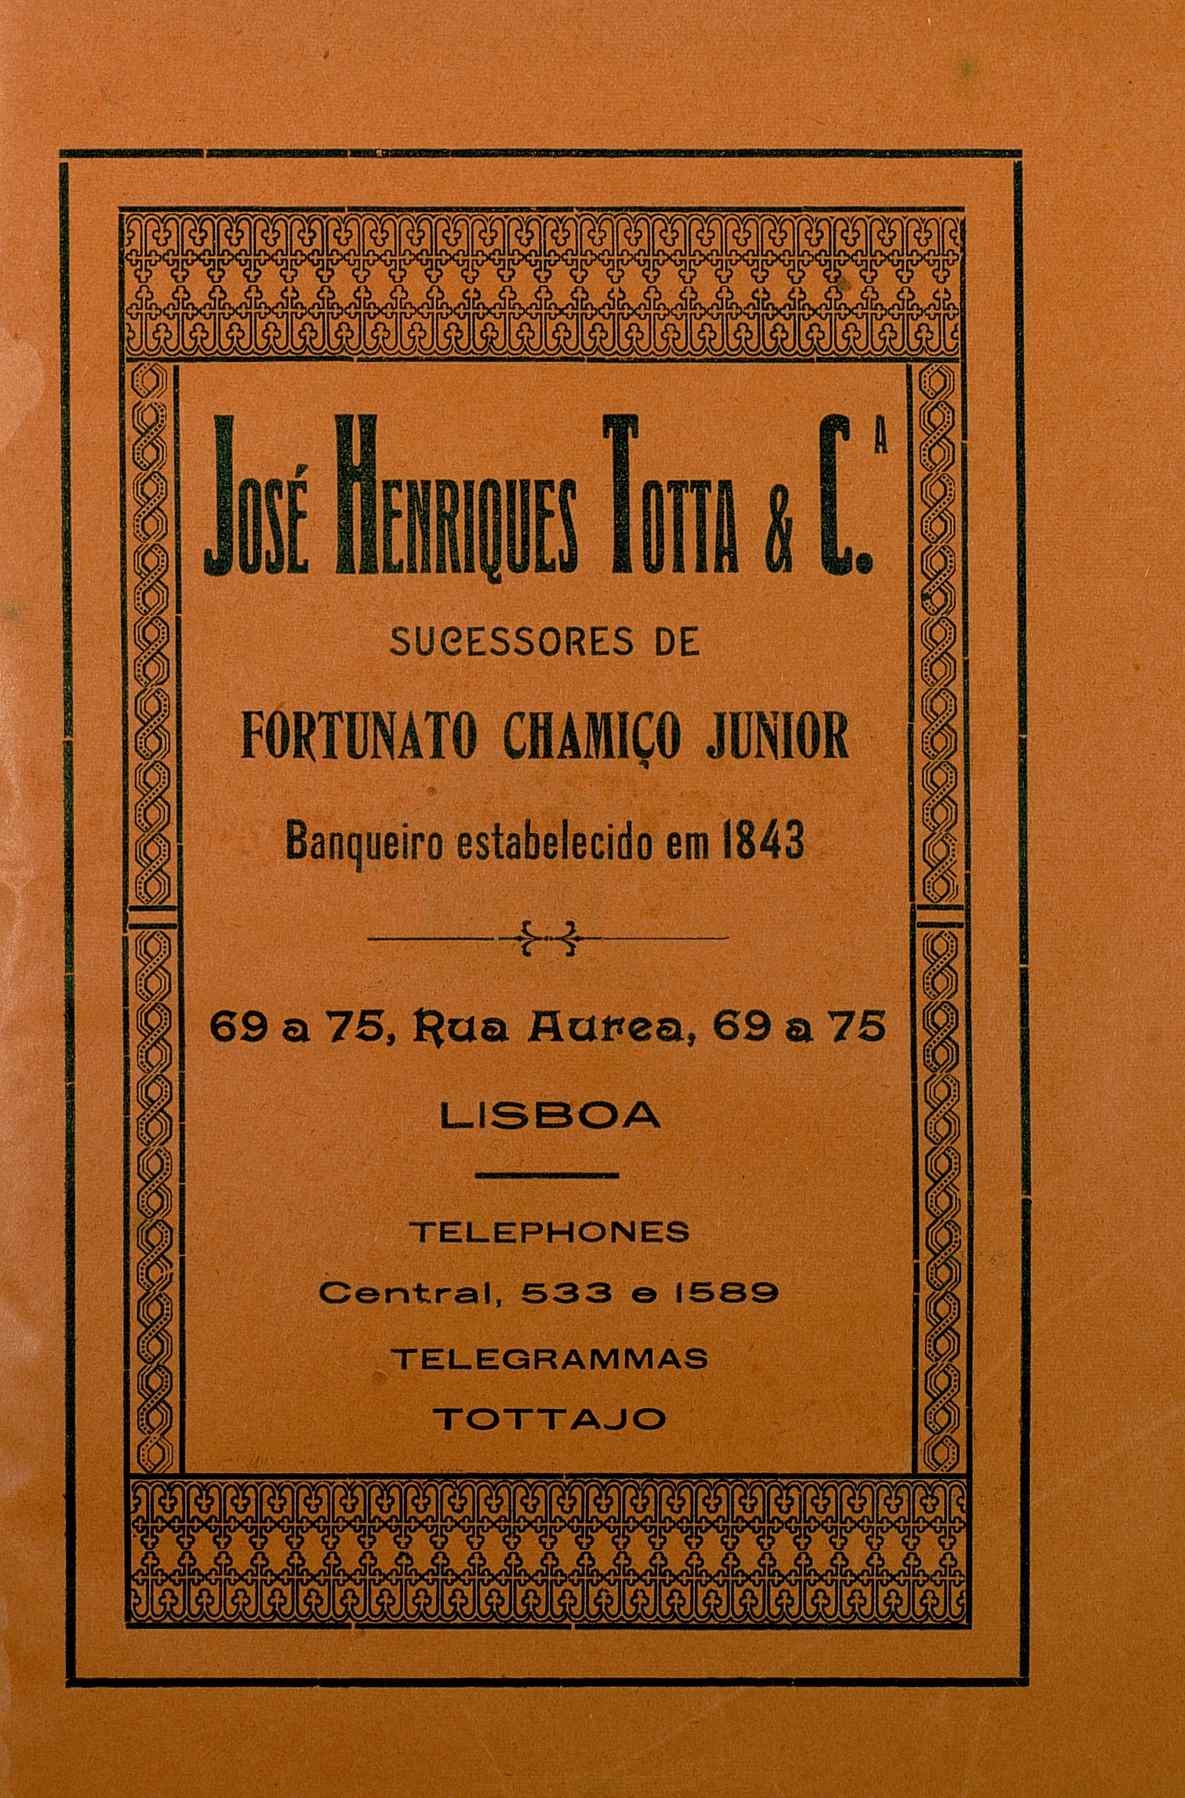 JOSÉ HENRIQUES TOTTA & C.A
SUCESSORES DE
FORTUNATO CHAMIÇO JUNIOR
Banqueiro estabelecido em 1843
69 a 75, Rua Aurea, 69 a 75
LISBOA
TELEPHONES
Central, 533 e 1589
TELEGRAMMAS
TOTTAJO